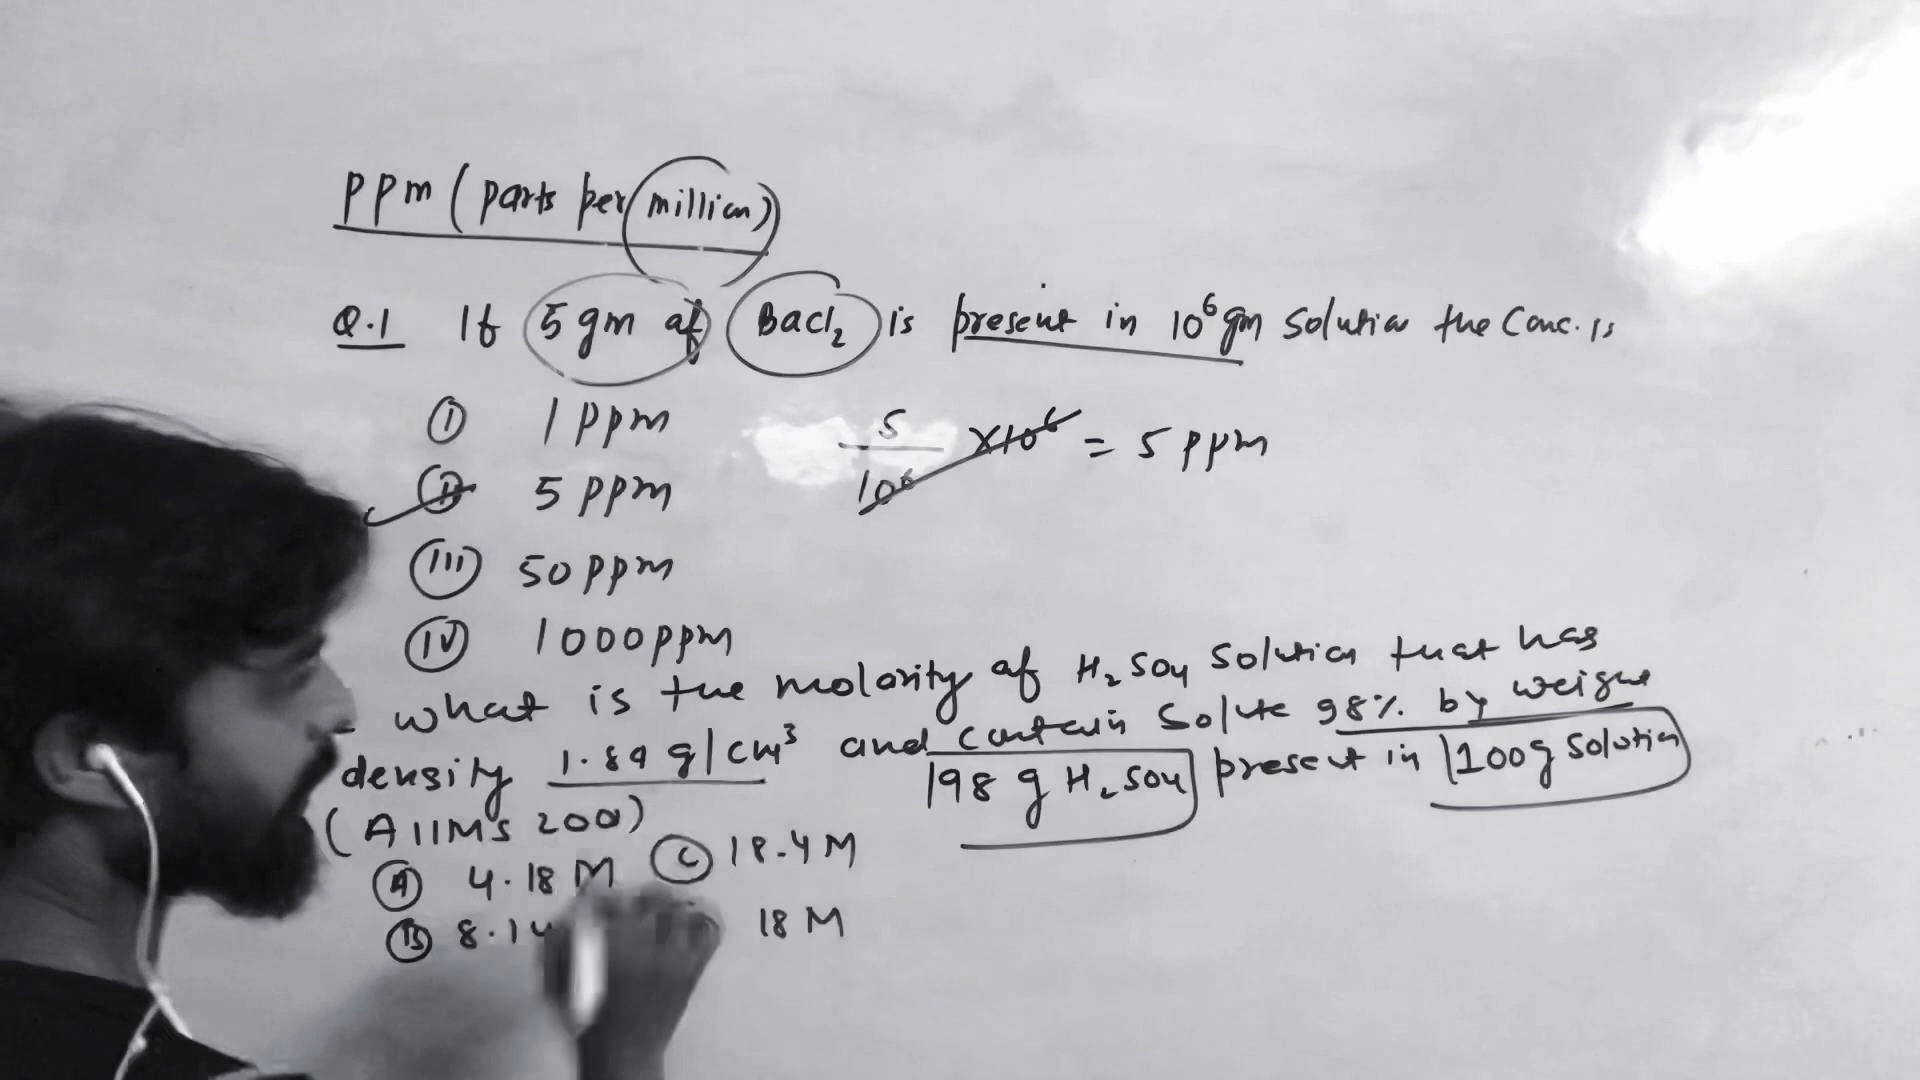 ppm (parts per million)
Q.1 If 5 gm of BaCl2 is present in 10^6 gm Solution the Conc. is
I 1 ppm
5/10^6 x10^6 = 5 ppm
II 5 ppm
III 50 ppm
IV 1000 ppm
what is the molarity of H2SO4 Solution that has
density 1.84 g/cm3 and contain Solute 98% by weight
98 g H2SO4 present in 100g Solution
(AIIMS 2001)
A 4.18 M C 18.4 M
B 8.14 18 M